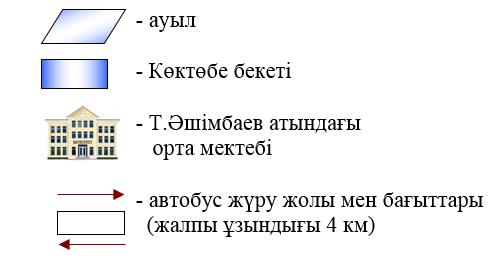 - ауыл
- Көктөбе бекеті
- Т.Әшімбаев атындағы
орта мектебі
- автобус жүру жолы мен бағыттары
(жалпы ұзындығы 4 км)